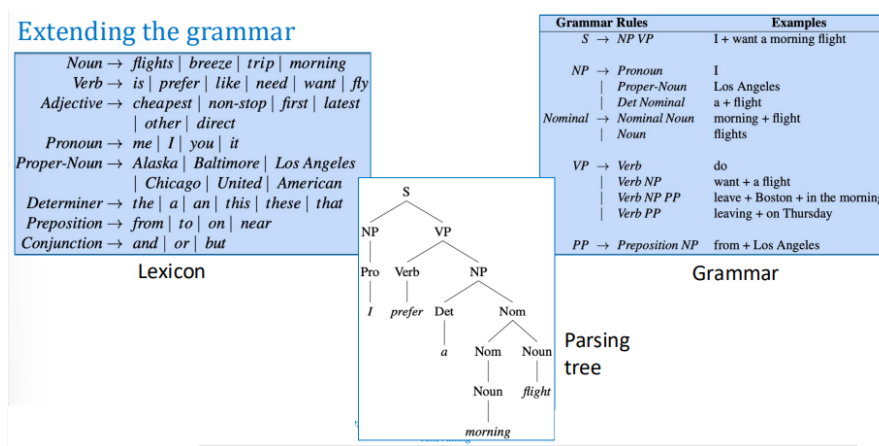 Extending the grammar
Noun → flights | breeze | trip | morning
Verb → is | prefer | like | need | want | fly
Adjective → cheapest | non-stop | first | latest
| other | direct
Pronoun → me | I | you | it
Proper-Noun → Alaska | Baltimore | Los Angeles
| Chicago | United | American
Determiner → the | a | an | this | these | that
Preposition → from | to | on | near
Conjunction → and | or | but
Lexicon
Grammar Rules Examples
S → NP VP I + want a morning flight
NP → Pronoun I
| Proper-Noun Los Angeles
| Det Nominal a + flight
Nominal → Nominal Noun morning + flight
| Noun flights
VP → Verb do
| Verb NP want + a flight
| Verb NP PP leave + Boston + in the morning
| Verb PP leaving + on Thursday
PP → Preposition NP from + Los Angeles
Grammar
S
NP VP
Pro Verb NP
I prefer Det Nom
a Nom Noun
Noun flight
morning
Parsing
tree